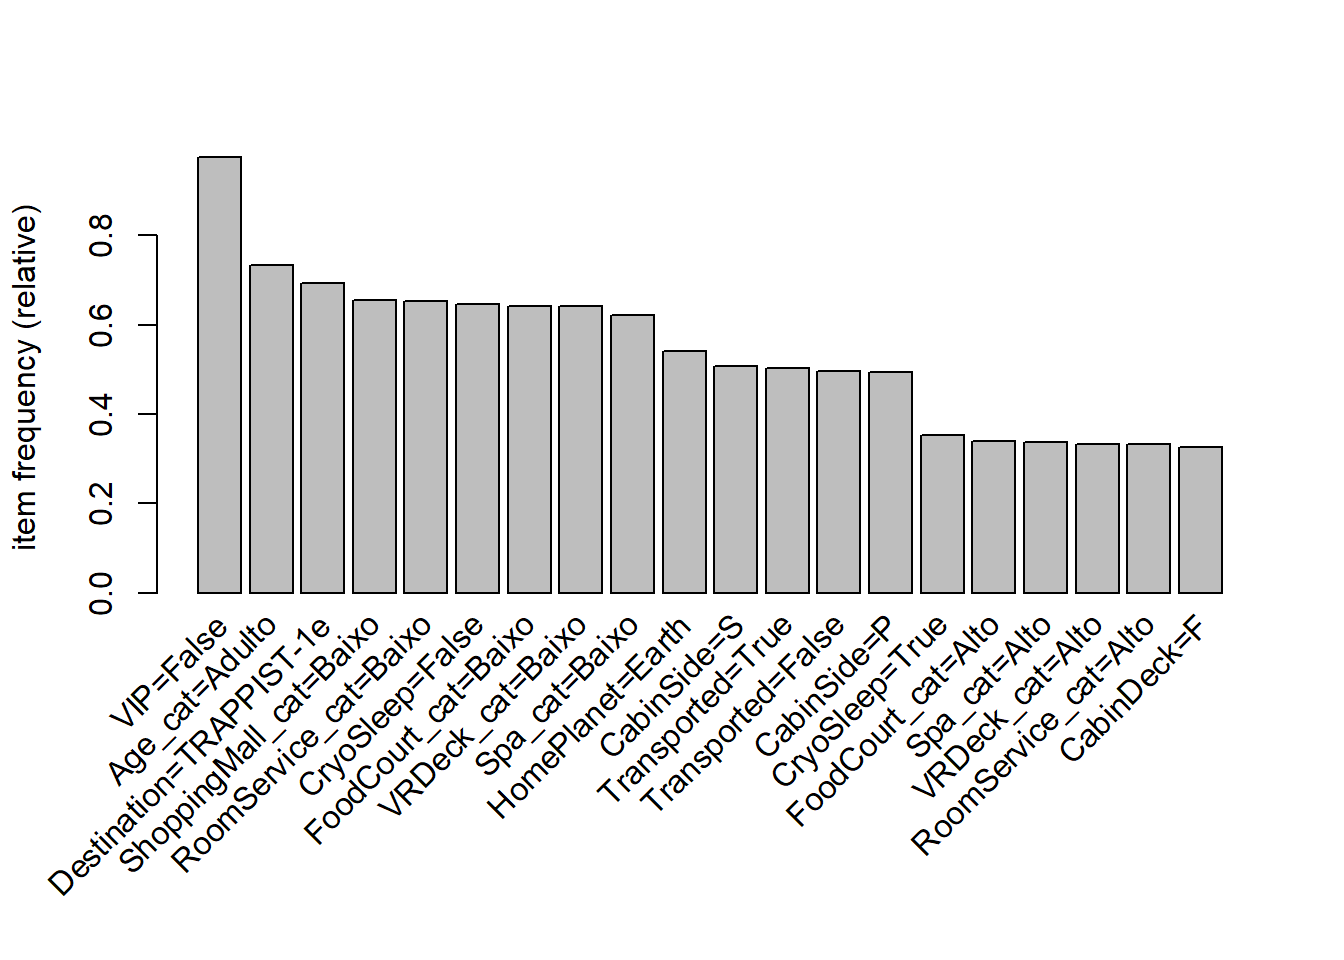 item frequency (relative)
0.8
0.6
0.4
0.2
0.0
VIP=False
Age_cat=Adulto
Destination=TRAPPIST-1e
ShoppingMall_cat=Baixo
RoomService_cat=Baixo
CryoSleep=False
FoodCourt_cat=Baixo
VRDeck_cat=Baixo
Spa_cat=Baixo
HomePlanet=Earth
CabinSide=S
Transported=True
Transported=False
CabinSide=P
CryoSleep=True
FoodCourt_cat=Alto
Spa_cat=Alto
VRDeck_cat=Alto
RoomService_cat=Alto
CabinDeck=F